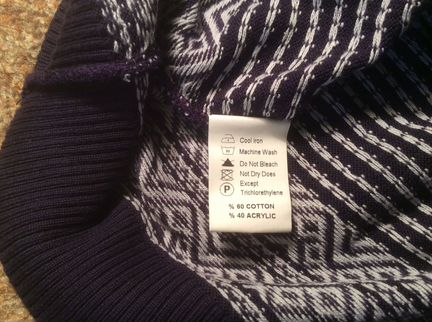 Cool iron
Machine Wash
Do Not Bleach
Not Dry Does
Except
P Trichlorethylene
% 60 COTTON
% 40 ACRYLIC